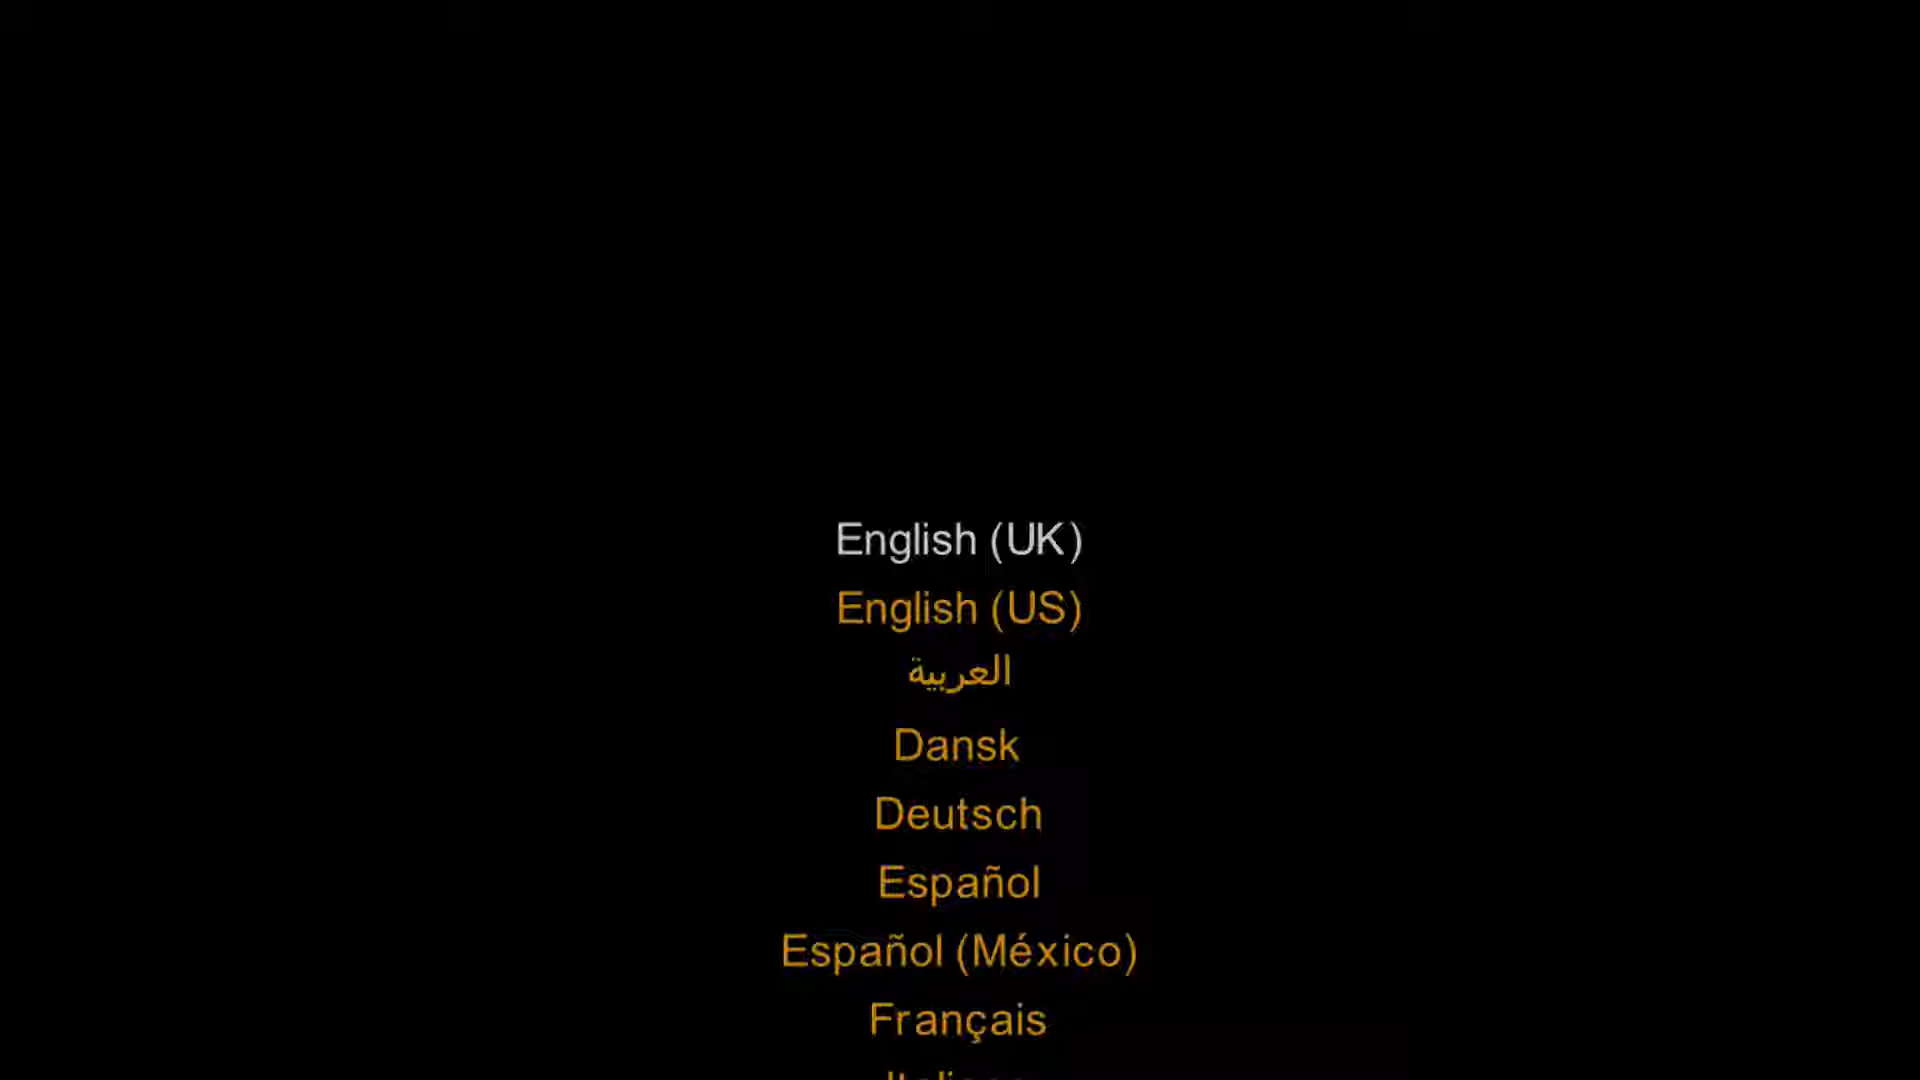 English (UK)
English (US)
العربية
Dansk
Deutsch
Español
Español (México)
Français